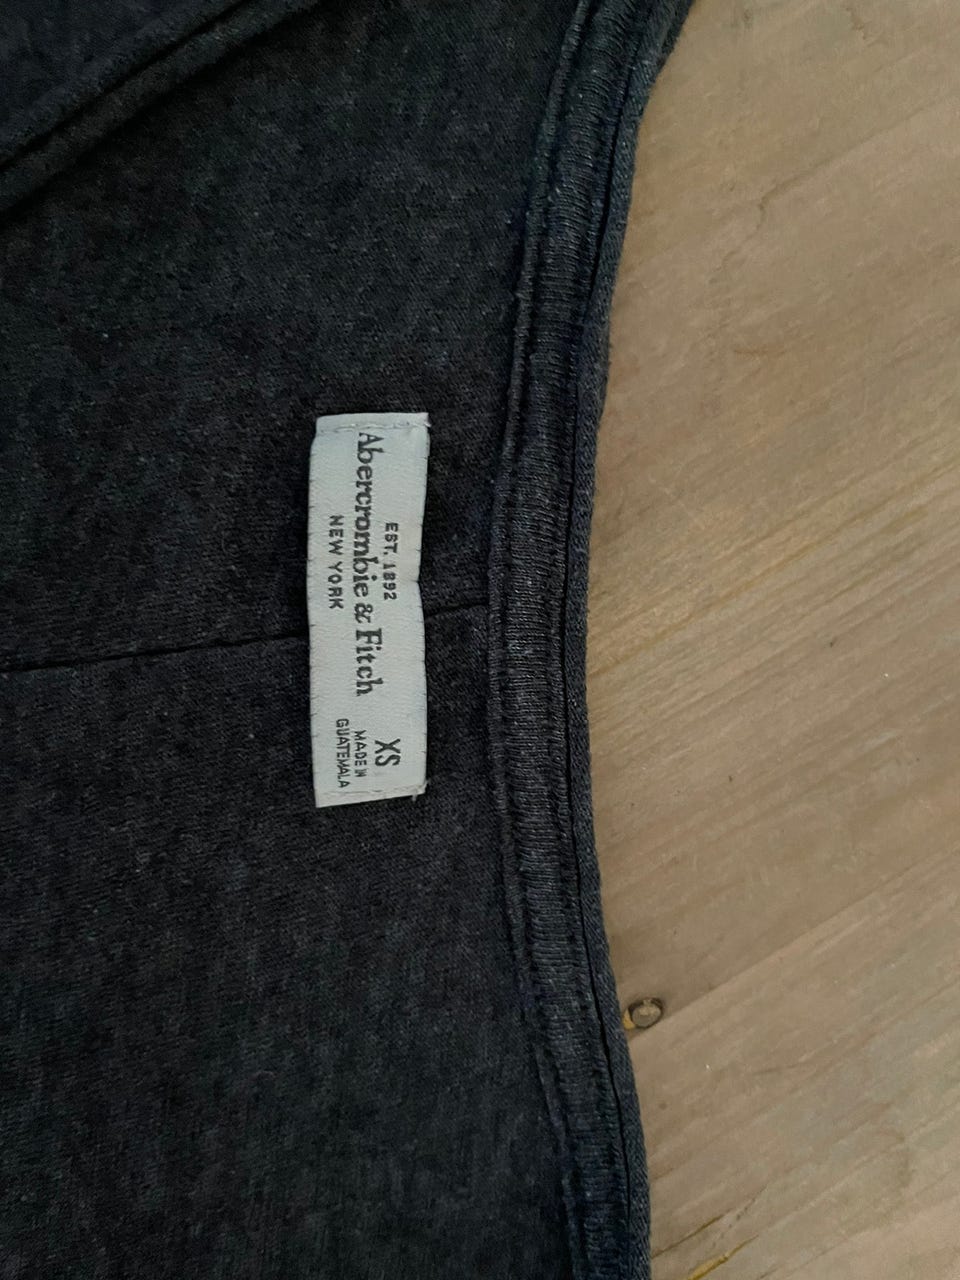 EST. 1892
Abercrombie & Fitch
NEW YORK
XS
MADE IN
GUATEMALA